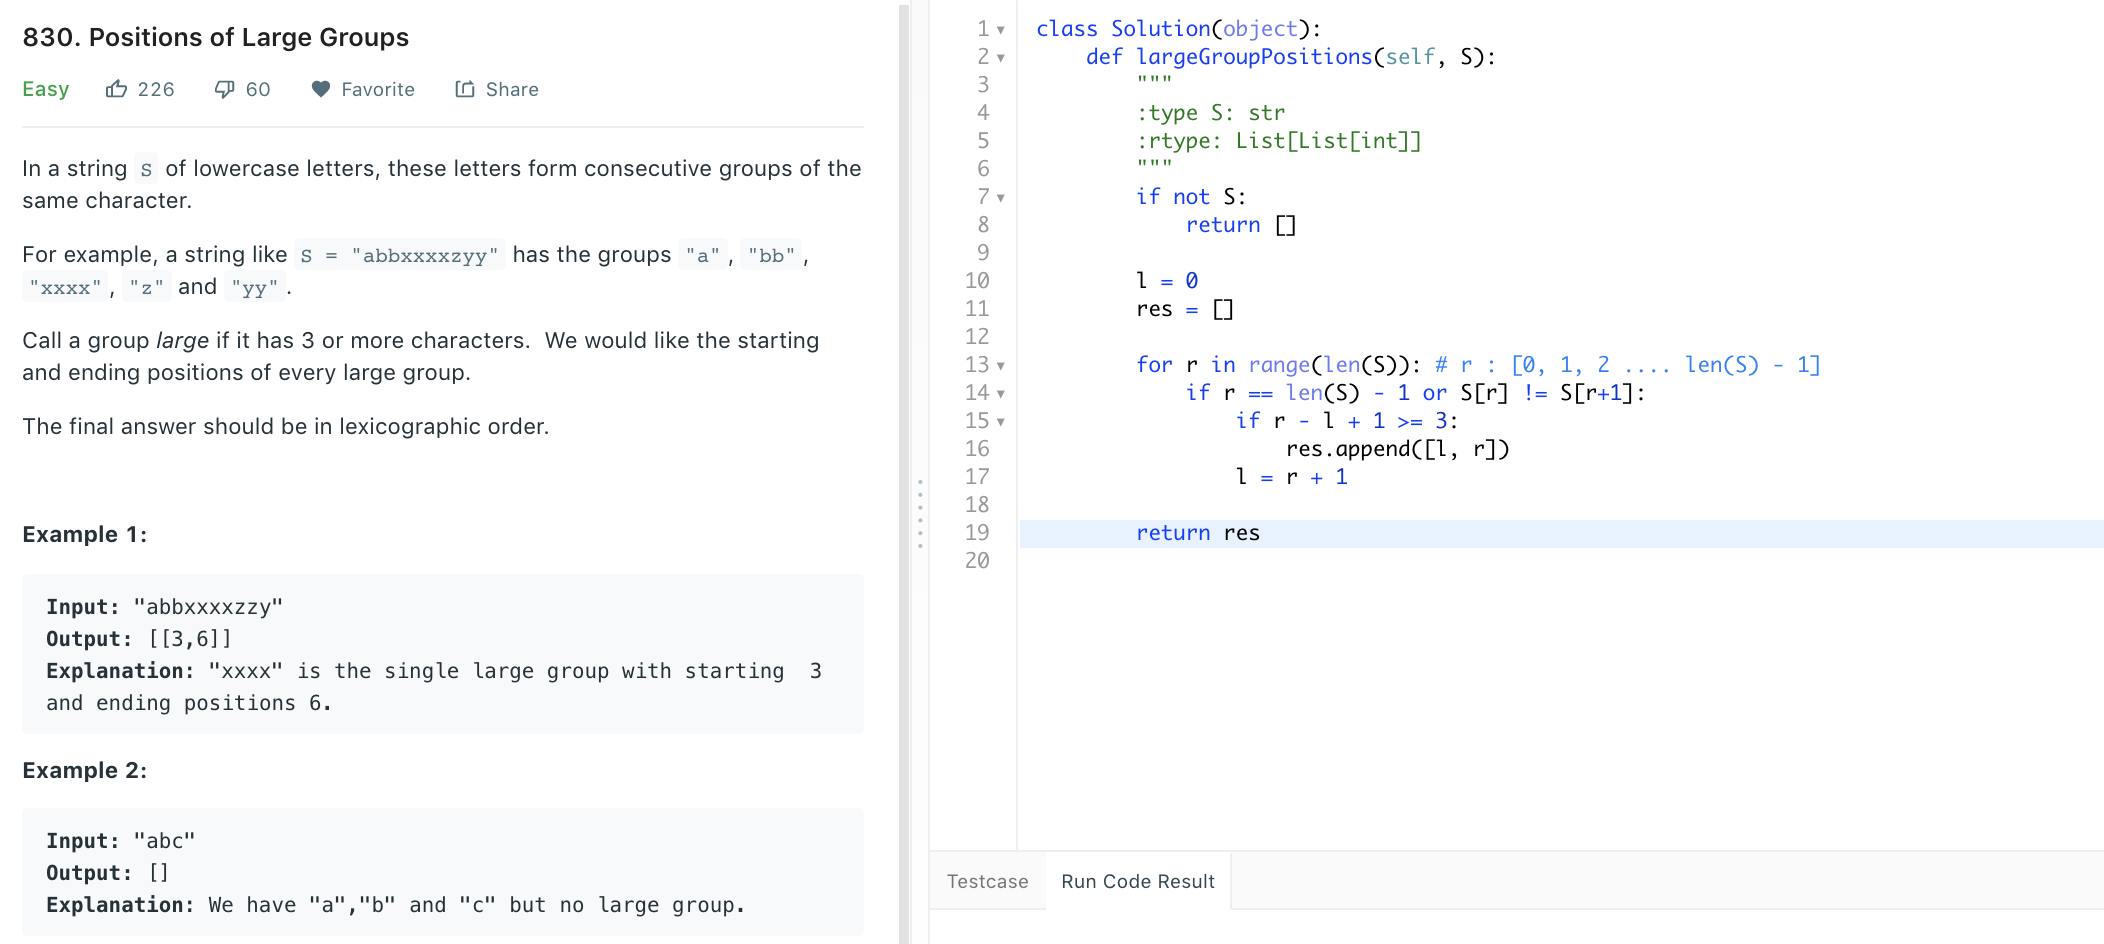 830. Positions of Large Groups
Easy 226 60 Favorite Share
In a string S of lowercase letters, these letters form consecutive groups of the
same character.
For example, a string like S = "abbxxxxzyy" has the groups "a", "bb",
"xxxx", "z" and "yy".
Call a group large if it has 3 or more characters.  We would like the starting
and ending positions of every large group.
The final answer should be in lexicographic order.
Example 1:
Input: "abbxxxxzzy"
Output: [[3,6]]
Explanation: "xxxx" is the single large group with starting  3
and ending positions 6.
Example 2:
Input: "abc"
Output: []
Explanation: We have "a","b" and "c" but no large group.
1 class Solution(object):
2     def largeGroupPositions(self, S):
3         """
4         :type S: str
5         :rtype: List[List[int]]
6         """
7         if not S:
8             return []
9
10         l = 0
11         res = []
12
13         for r in range(len(S)): # r : [0, 1, 2 .... len(S) - 1]
14             if r == len(S) - 1 or S[r] != S[r+1]:
15                 if r - l + 1 >= 3:
16                     res.append([l, r])
17                 l = r + 1
18
19         return res
20
Testcase Run Code Result